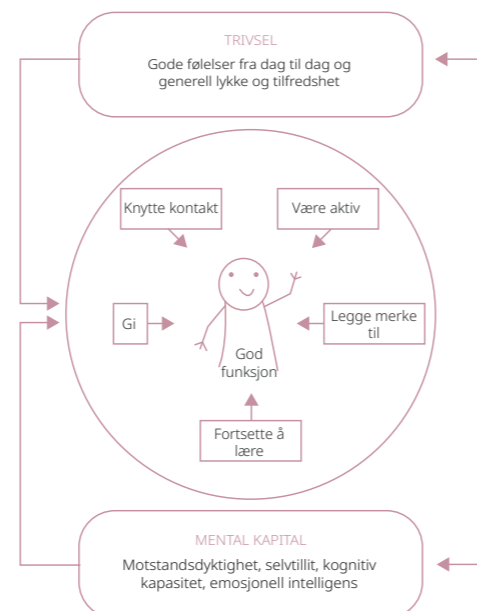 TRIVSEL
Gode følelser fra dag til dag og
generell lykke og tilfredshet
Knytte kontakt
Være aktiv
Gi
Legge merke
til
God
funksjon
Fortsette å
lære
MENTAL KAPITAL
Motstandsdyktighet, selvtillit, kognitiv
kapasitet, emosjonell intelligens